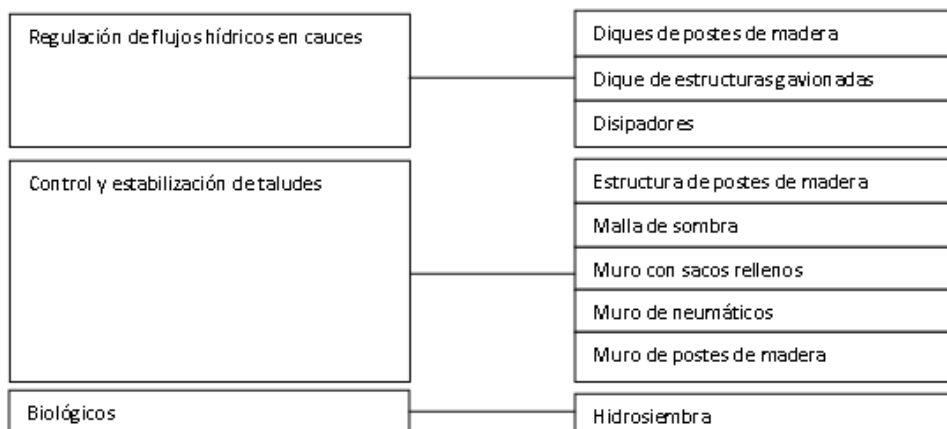 Regulación de flujos hídricos en cauces
Diques de postes de madera
Dique de estructuras gavionadas
Disipadores
Control y estabilización de taludes
Estructura de postes de madera
Malla de sombra
Muro con sacos rellenos
Muro de neumáticos
Muro de postes de madera
Biológicos
Hidrosiembra